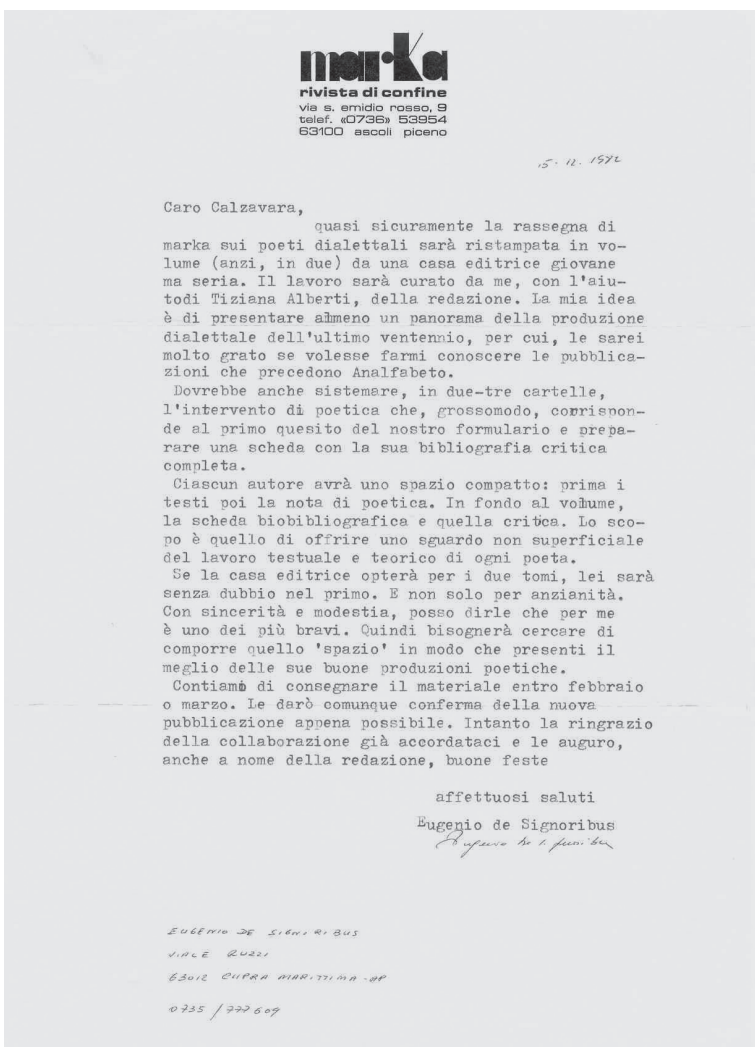 marka
rivista di confine
via s. emidio rosso, 9
telef. «0736» 53954
63100 ascoli piceno
15. 12. 1982
Caro Calzavara,
quasi sicuramente la rassegna di
marka sui poeti dialettali sarà ristampata in vo-
lume (anzi, in due) da una casa editrice giovane
ma seria. Il lavoro sarà curato da me, con l'aiu-
todi Tiziana Alberti, della redazione. La mia idea
è di presentare almeno un panorama della produzione
dialettale dell'ultimo ventennio, per cui, le sarei
molto grato se volesse farmi conoscere le pubblica-
zioni che precedono Analfabeto.
Dovrebbe anche sistemare, in due-tre cartelle,
l'intervento di poetica che, grossomodo, corrispon-
de al primo quesito del nostro formulario e prepa-
rare una scheda con la sua bibliografia critica
completa.
Ciascun autore avrà uno spazio compatto: prima i
testi poi la nota di poetica. In fondo al volume,
la scheda biobibliografica e quella critica. Lo sco-
po è quello di offrire uno sguardo non superficiale
del lavoro testuale e teorico di ogni poeta.
Se la casa editrice opterà per i due tomi, lei sarà
senza dubbio nel primo. E non solo per anzianità.
Con sincerità e modestia, posso dirle che per me
è uno dei più bravi. Quindi bisognerà cercare di
comporre quello 'spazio' in modo che presenti il
meglio delle sue buone produzioni poetiche.
Contiamo di consegnare il materiale entro febbraio
o marzo. Le darò comunque conferma della nuova
pubblicazione appena possibile. Intanto la ringrazio
della collaborazione già accordataci e le auguro,
anche a nome della redazione, buone feste
affettuosi saluti
Eugenio de Signoribus
Eugenio De Signoribus
EUGENIO DE SIGNORIBUS
VIALE RUZZI
63012 CUPRA MARITTIMA - AP
0735 / 777609